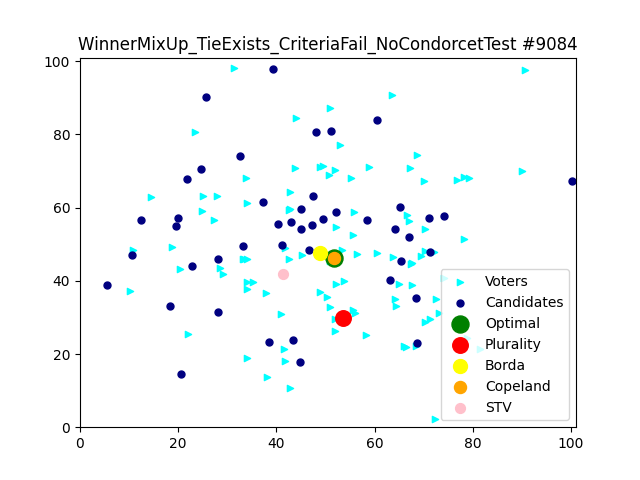 WinnerMixUp_TieExists_CriteriaFail_NoCondorcetTest #9084
100
80
60
40
20
0
0 20 40 60 80 100
Voters
Candidates
Optimal
Plurality
Borda
Copeland
STV